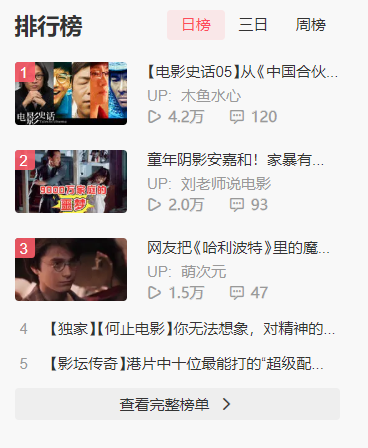 排行榜
日榜
三日
周榜
1
电影史话
【电影史话05】从《中国合伙...
UP: 木鱼水心
4.2万
120
2
9000万家庭的
噩梦
童年阴影安嘉和！家暴有...
UP: 刘老师说电影
2.0万
93
3
网友把《哈利波特》里的魔...
UP: 萌次元
1.5万
47
4 【独家】【何止电影】你无法想象，对精神的...
5 【影坛传奇】港片中十位最能打的“超级配...
查看完整榜单 >